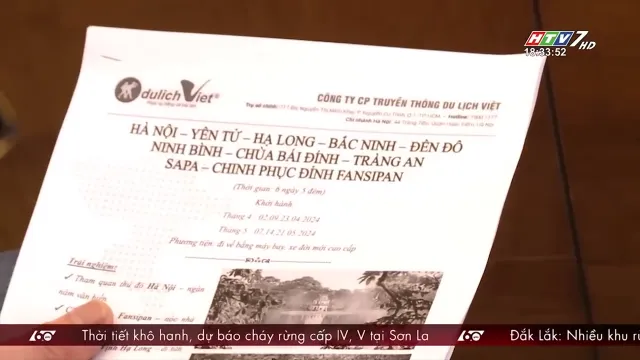 HTV7 HD
18:33:52
dulichViet®
CÔNG TY CP TRUYỀN THÔNG DU LỊCH VIỆT
HÀ NỘI – YÊN TỬ – HẠ LONG – BẮC NINH – ĐỀN ĐÔ
NINH BÌNH – CHÙA BÁI ĐÍNH – TRÀNG AN
SAPA – CHINH PHỤC ĐỈNH FANSIPAN
(Thời gian: 6 ngày 5 đêm)
Khởi hành
Tháng 4 : 02,09,23.04.2024
Tháng 5 : 07,14,21.05.2024
Phương tiện: đi về bằng máy bay, xe đời mới cao cấp
Trải nghiệm:
✓ Tham quan thủ đô Hà Nội – ngàn
năm văn hiến
Fansipan – nóc nhà
60 Thời tiết khô hanh, dự báo cháy rừng cấp IV, V tại Sơn La 60 Đắk Lắk: Nhiều khu